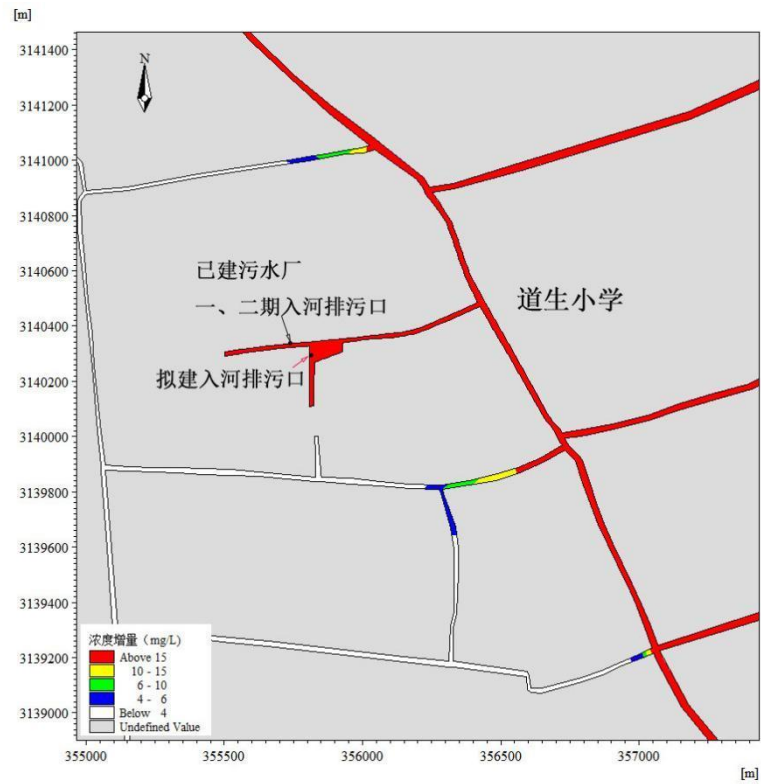 [m]
3141400
3141200
3141000
3140800
3140600
3140400
3140200
3140000
3139800
3139600
3139400
3139200
3139000
N
已建污水厂
一、二期入河排污口
拟建入河排污口
道生小学
浓度增量（mg/L）
Above 15
10 - 15
6 - 10
4 - 6
Below 4
Undefined Value
355000 355500 356000 356500 357000
[m]